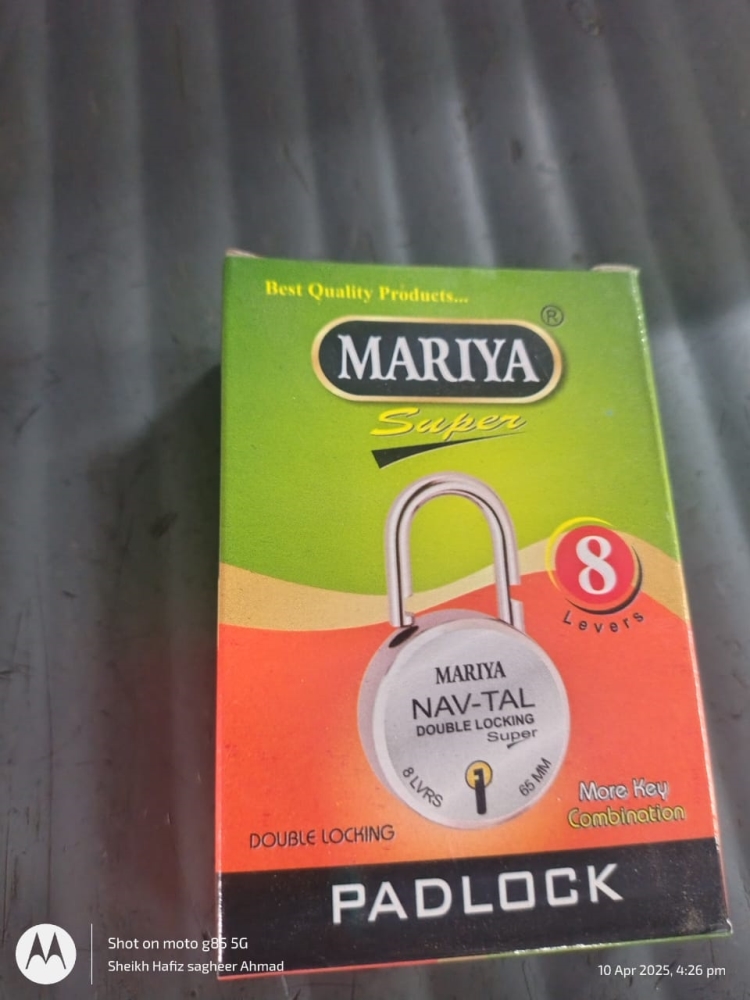 Best Quality Products...
®
MARIYA
Super
8
Levers
MARIYA
NAV-TAL
DOUBLE LOCKING
Super
8 LVRS
65 MM
More Key
Combination
DOUBLE LOCKING
PADLOCK
Shot on moto g85 5G
Sheikh Hafiz sagheer Ahmad
10 Apr 2025, 4:26 pm